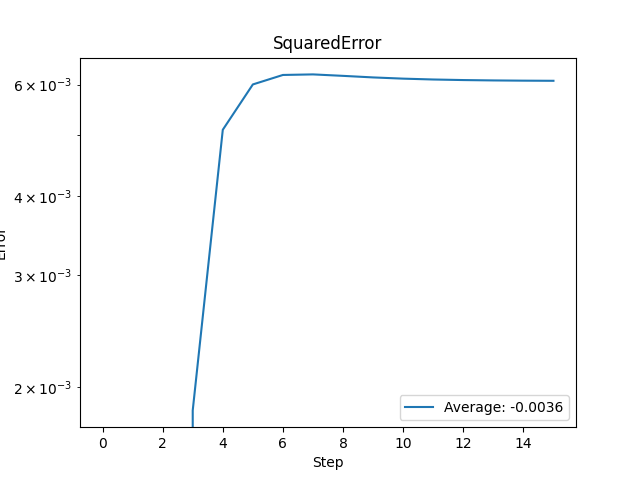 SquaredError
6 × 10⁻³
4 × 10⁻³
3 × 10⁻³
2 × 10⁻³
Error
Average: -0.0036
0 2 4 6 8 10 12 14
Step